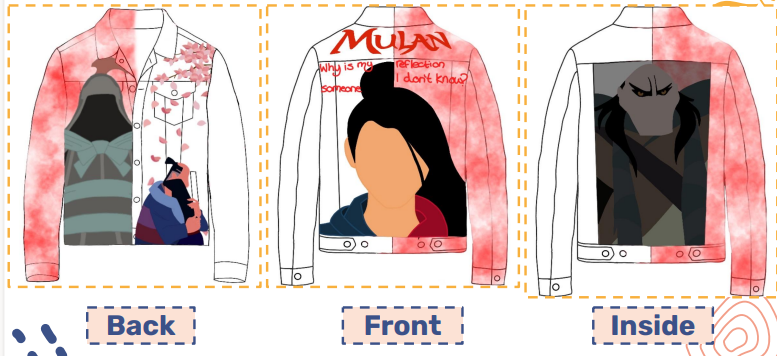 MULAN
Why is my reflection
someone I don't know?
Back
Front
Inside